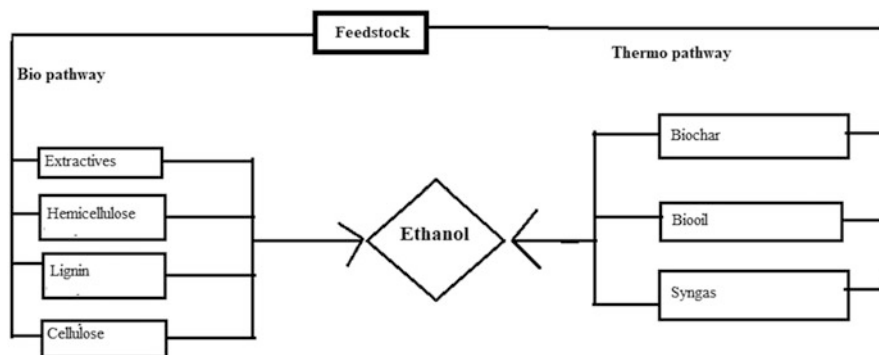 Feedstock
Bio pathway
Thermo pathway
Extractives
Hemicellulose
Lignin
Cellulose
Ethanol
Biochar
Biooil
Syngas